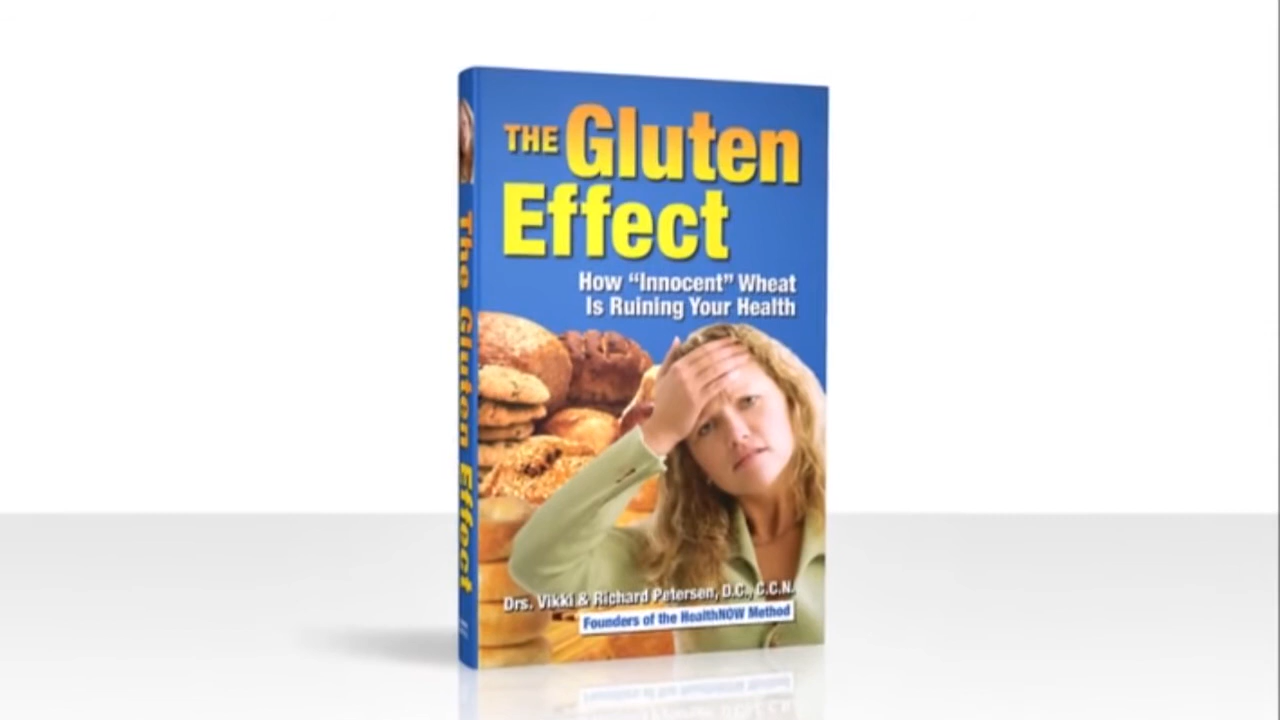 THE Gluten
Effect
How “Innocent” Wheat
Is Ruining Your Health
Drs. Vikki & Richard Petersen, D.C., C.C.N.
Founders of the HealthNOW Method
The Gluten Effect